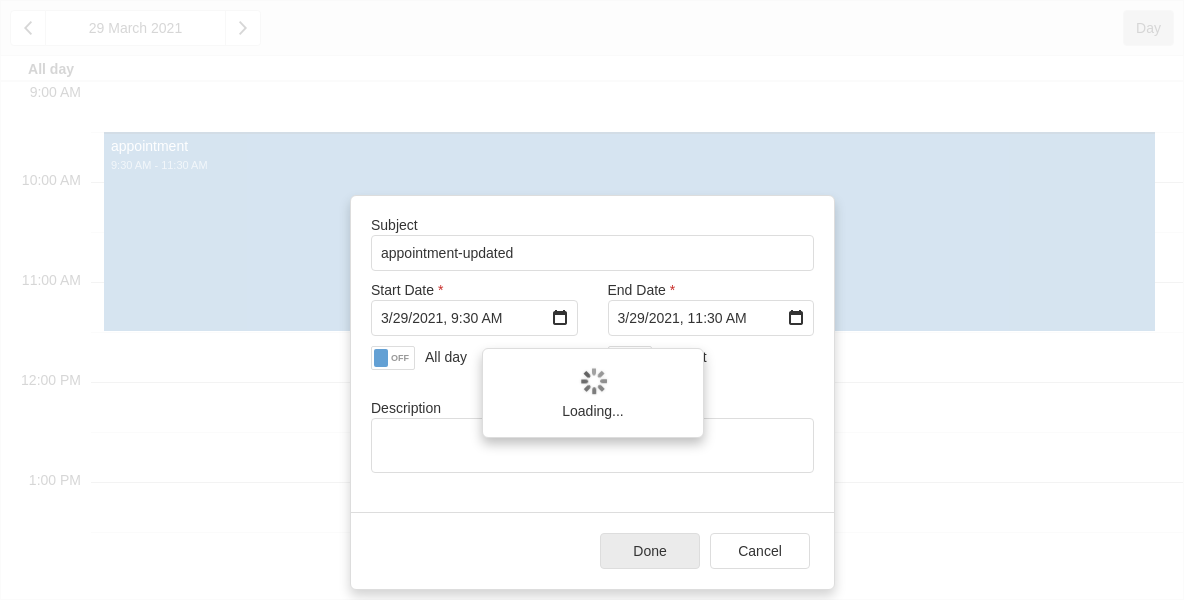 29 March 2021
Day
All day
9:00 AM
appointment
9:30 AM - 11:30 AM
10:00 AM
11:00 AM
12:00 PM
1:00 PM
Subject
appointment-updated
Start Date *
End Date *
3/29/2021, 9:30 AM
3/29/2021, 11:30 AM
OFF
All day
Loading...
Description
Done
Cancel